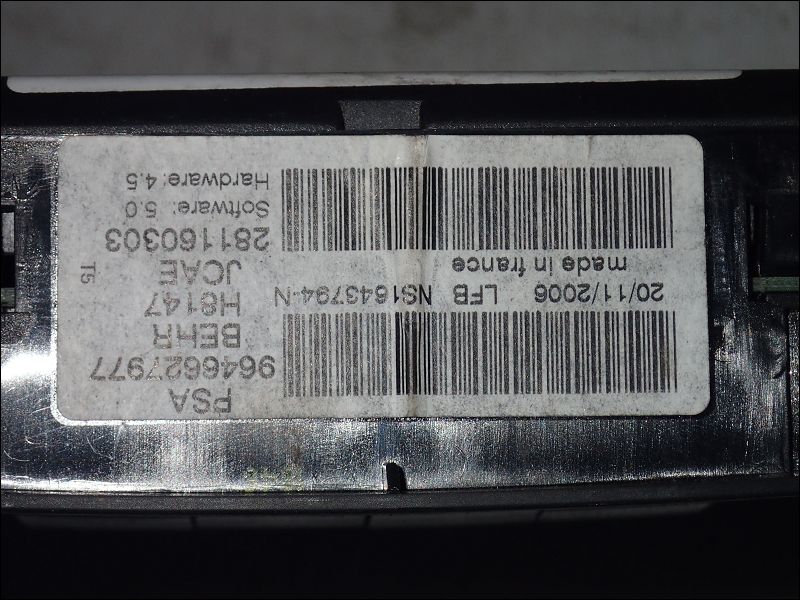 PSA
9646627977
BEHR
H8147
JCAE
281160303
Software: 5.0
Hardware: 4.5
T5
20/11/2006 LFB NS1643794-N
made in france